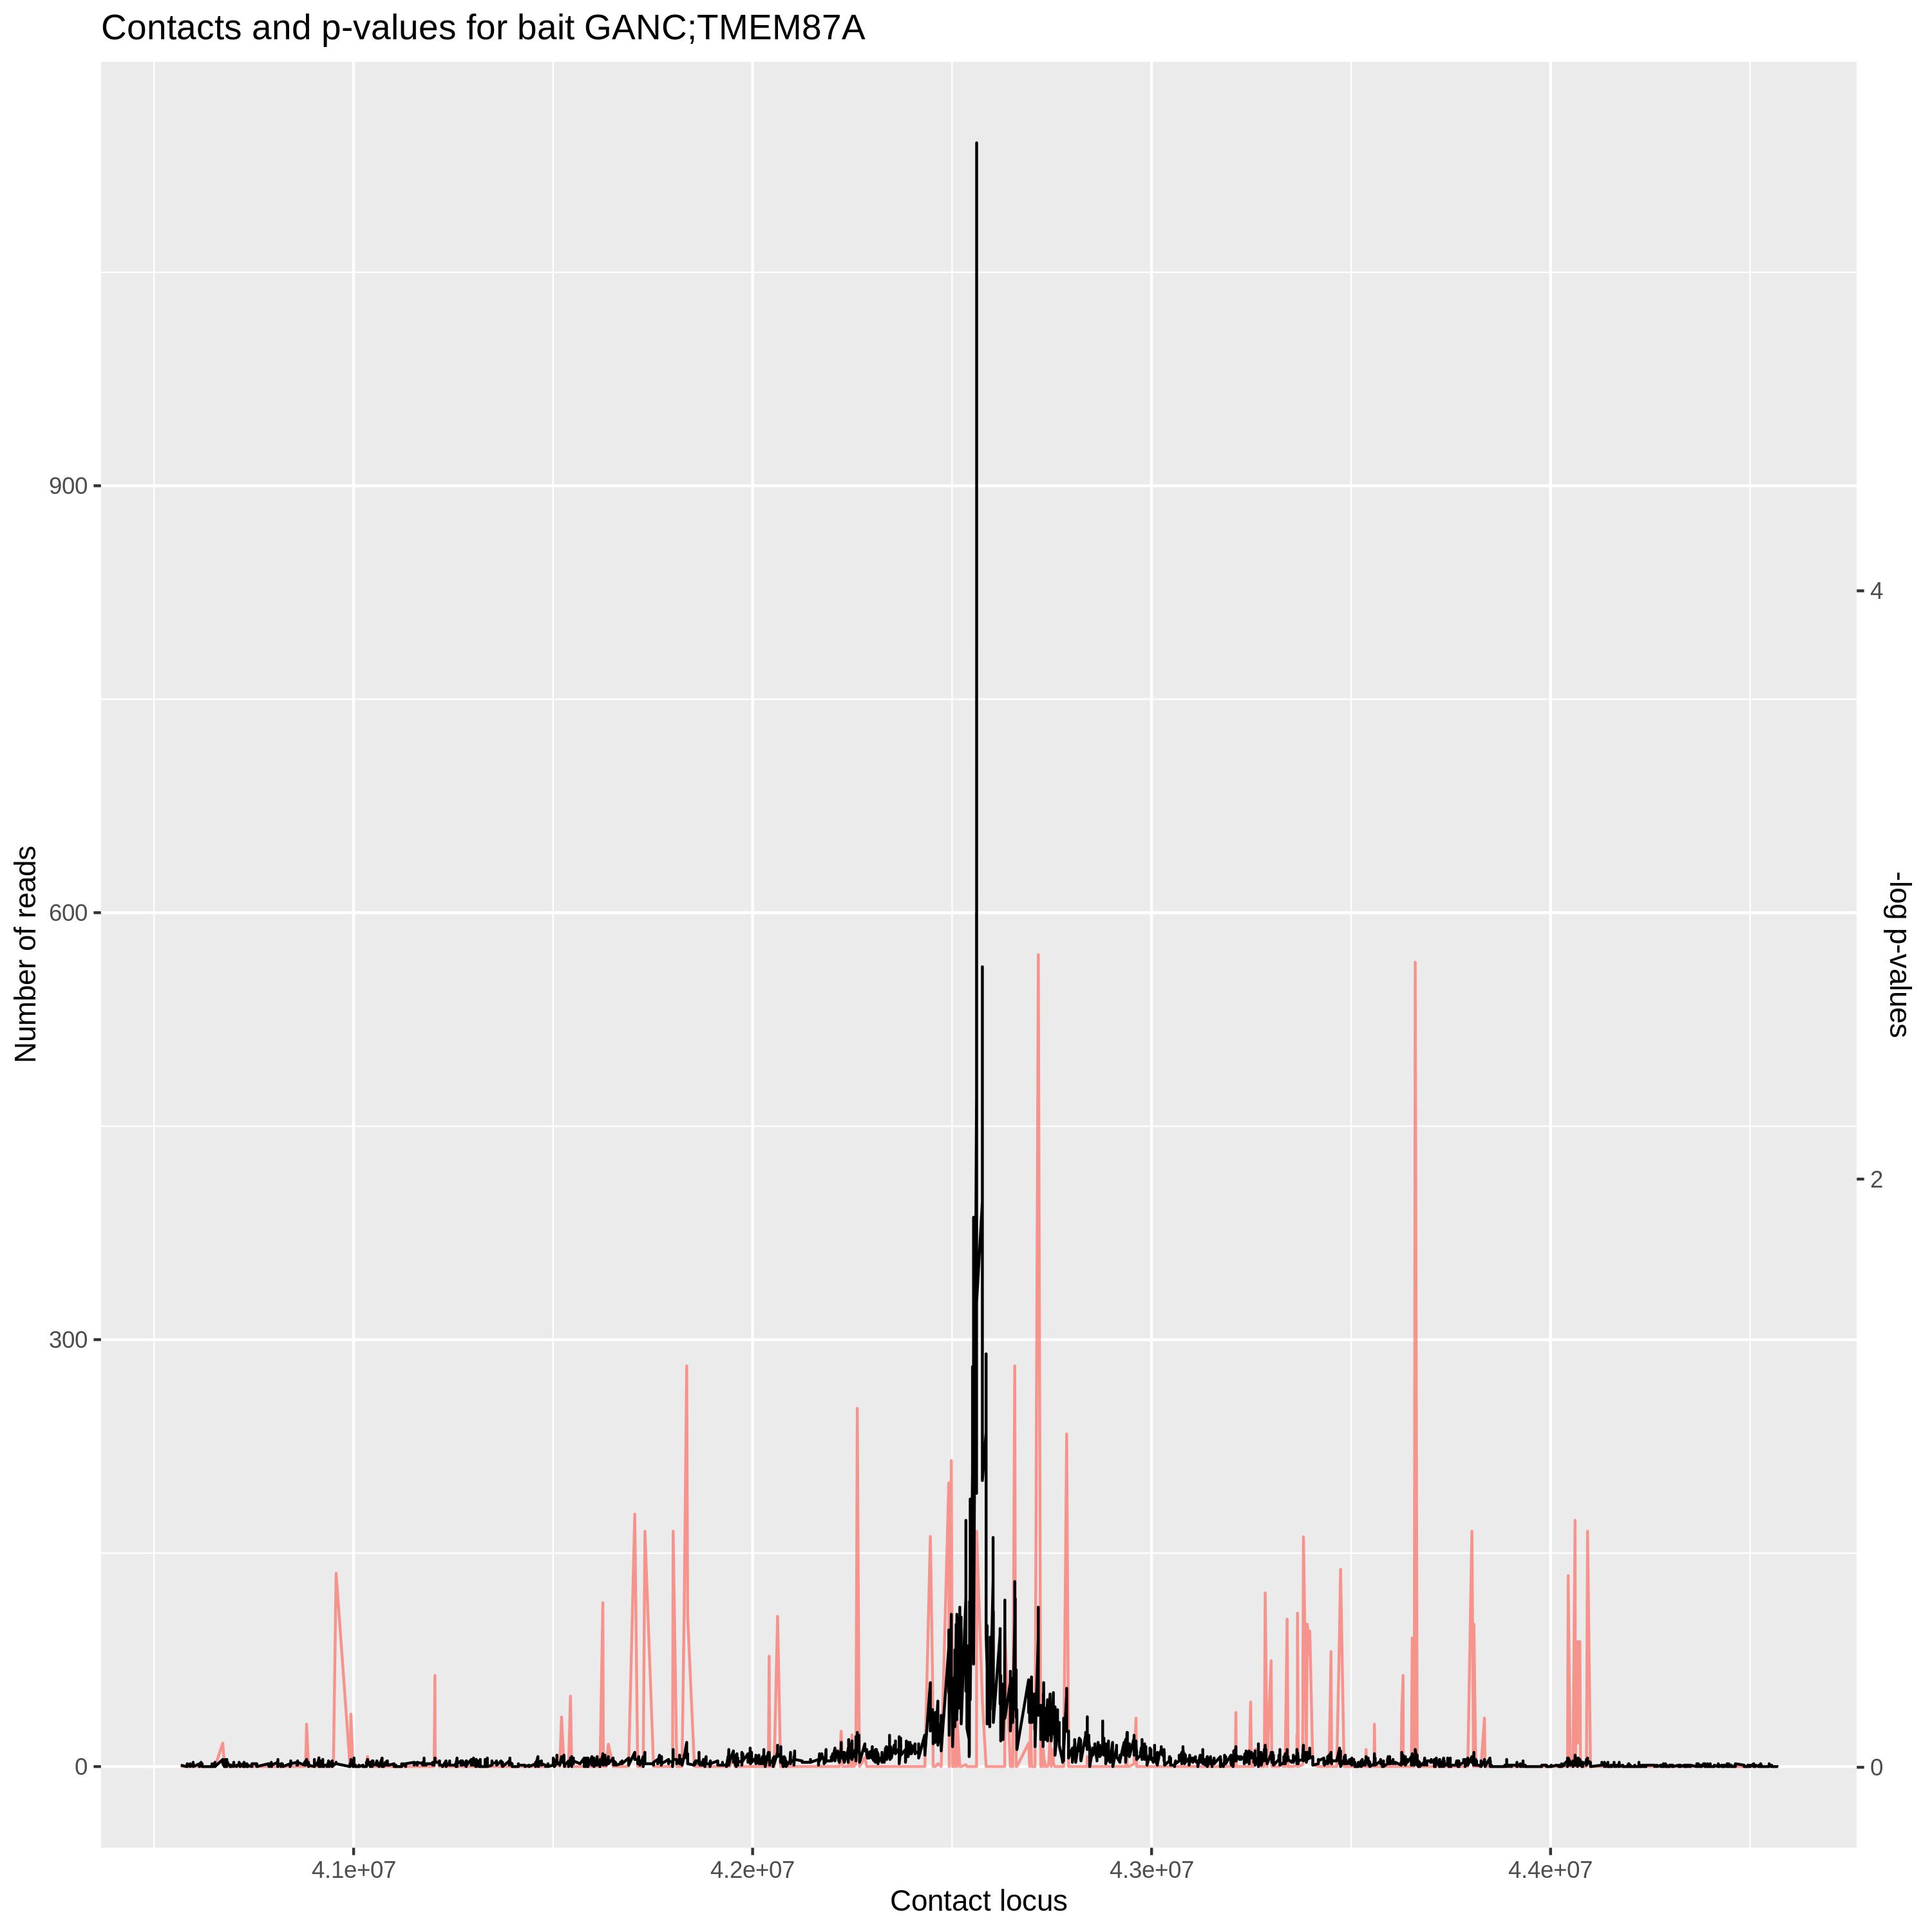 Contacts and p-values for bait GANC;TMEM87A
900
600
300
0
Number of reads
4
2
0
-log p-values
4.1e+07 4.2e+07 4.3e+07 4.4e+07
Contact locus